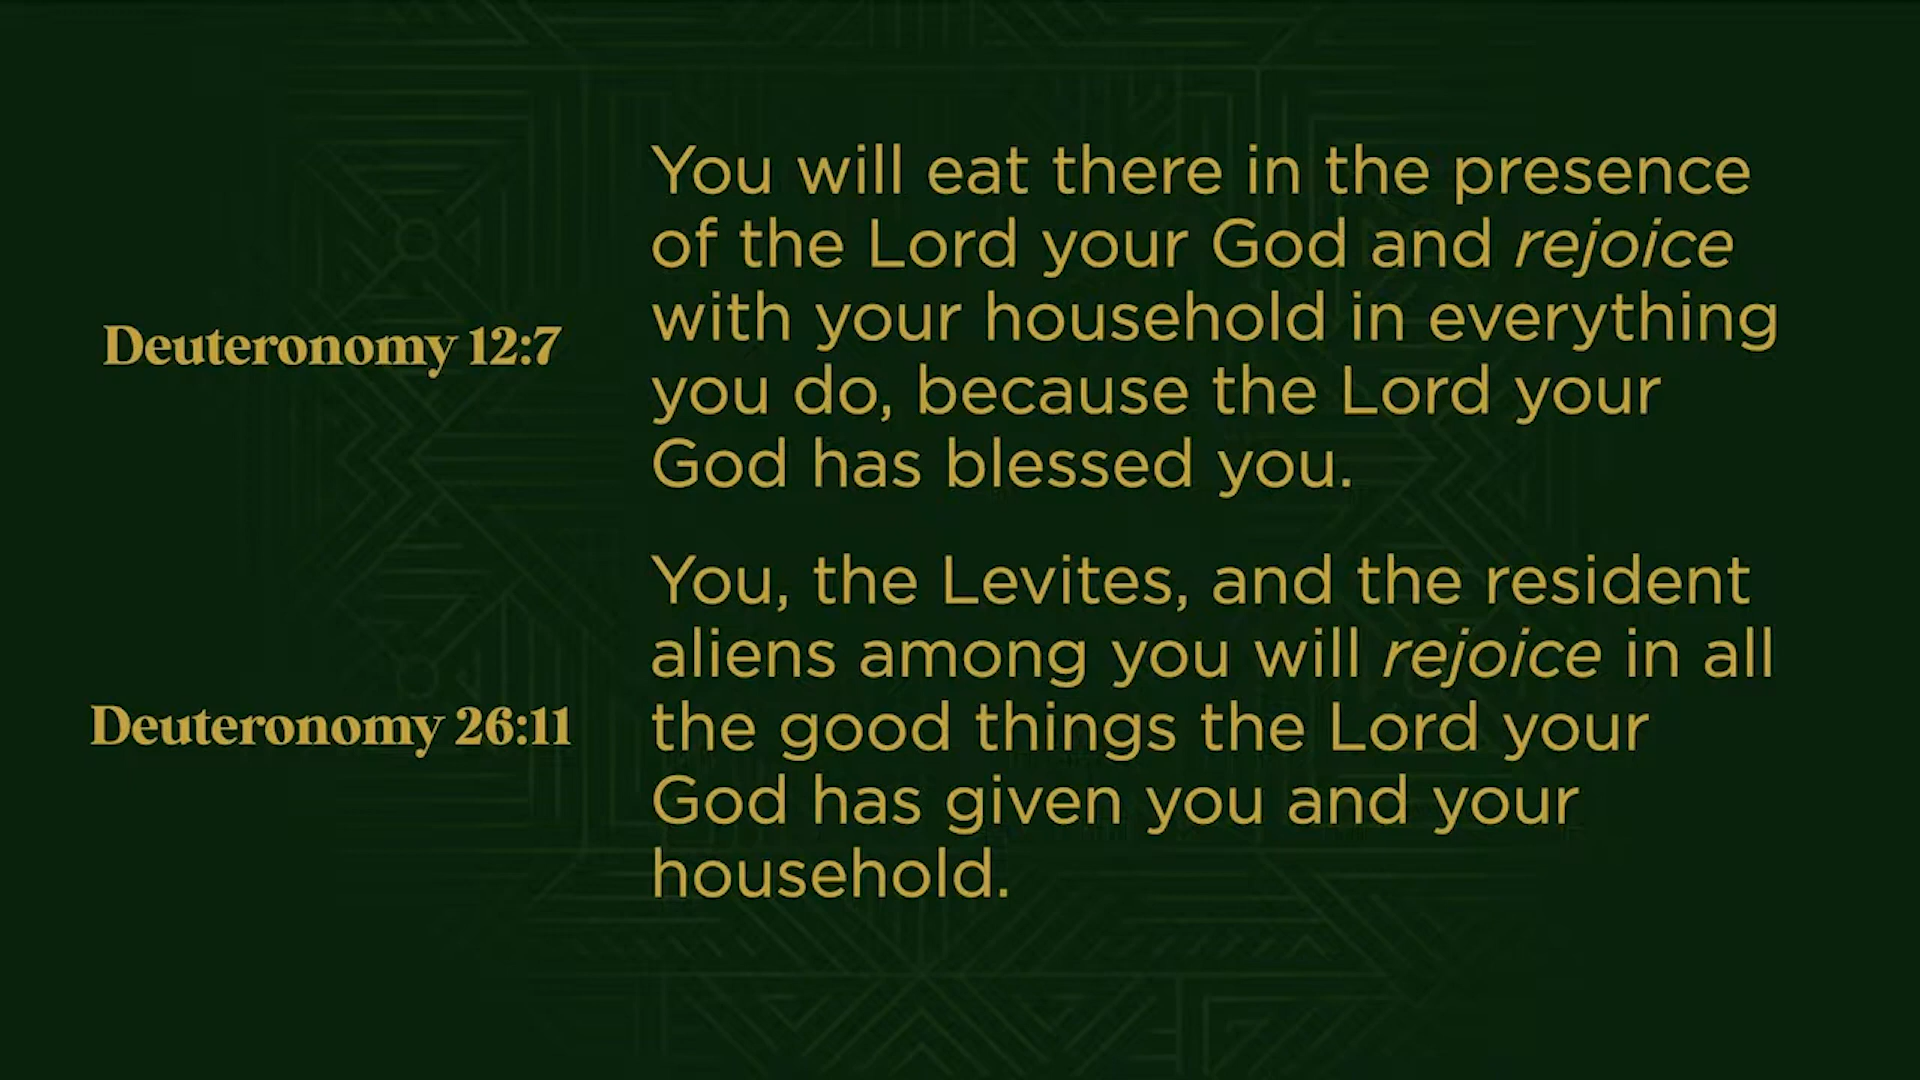 Deuteronomy 12:7
You will eat there in the presence
of the Lord your God and rejoice
with your household in everything
you do, because the Lord your
God has blessed you.
Deuteronomy 26:11
You, the Levites, and the resident
aliens among you will rejoice in all
the good things the Lord your
God has given you and your
household.